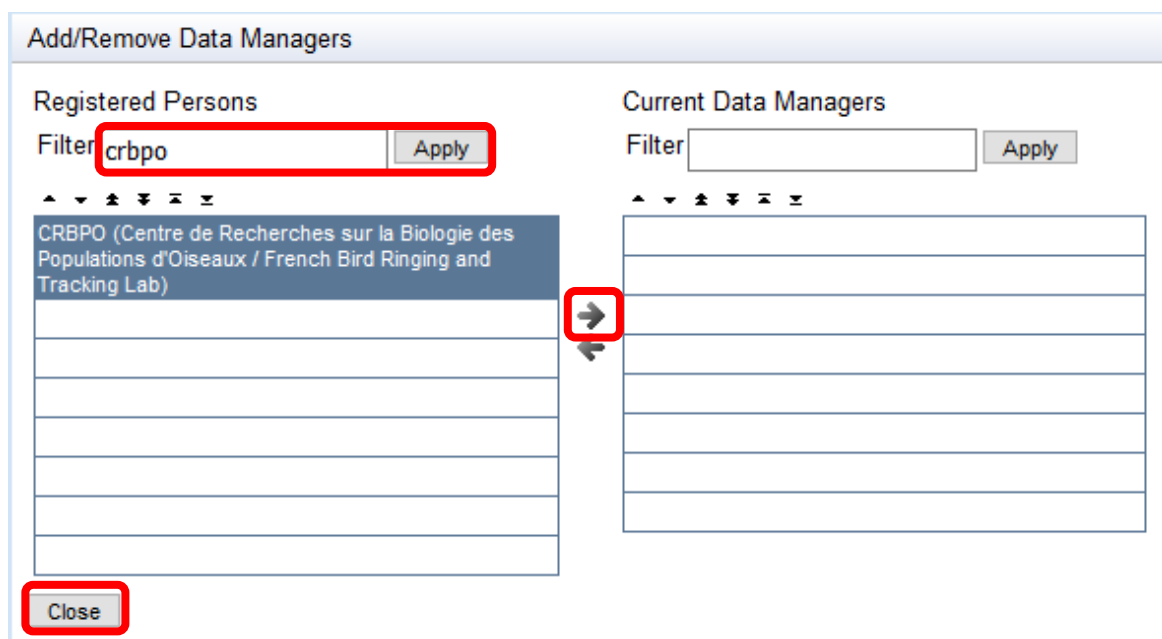 Add/Remove Data Managers
Registered Persons
Filter crbpo Apply
CRBPO (Centre de Recherches sur la Biologie des
Populations d'Oiseaux / French Bird Ringing and
Tracking Lab)
Current Data Managers
Filter Apply
Close